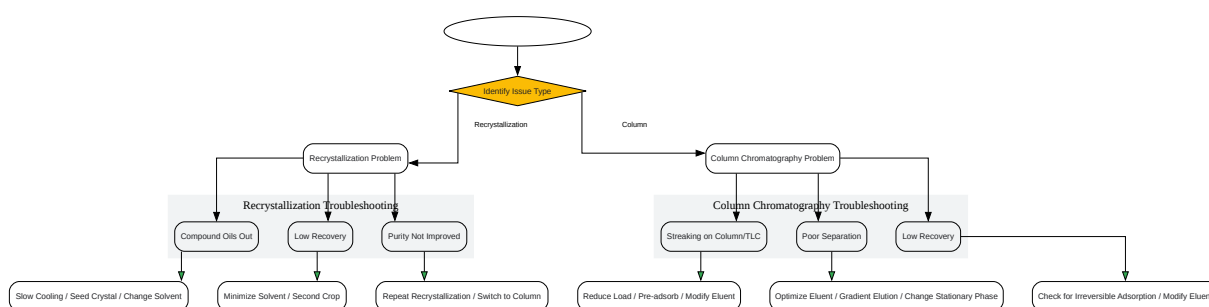 Identify Issue Type
Recrystallization
Column
Recrystallization Problem
Column Chromatography Problem
Recrystallization Troubleshooting
Column Chromatography Troubleshooting
Compound Oils Out
Low Recovery
Purity Not Improved
Streaking on Column/TLC
Poor Separation
Low Recovery
Slow Cooling / Seed Crystal / Change Solvent
Minimize Solvent / Second Crop
Repeat Recrystallization / Switch to Column
Reduce Load / Pre-adsorb / Modify Eluent
Optimize Eluent / Gradient Elution / Change Stationary Phase
Check for Irreversible Adsorption / Modify Eluent